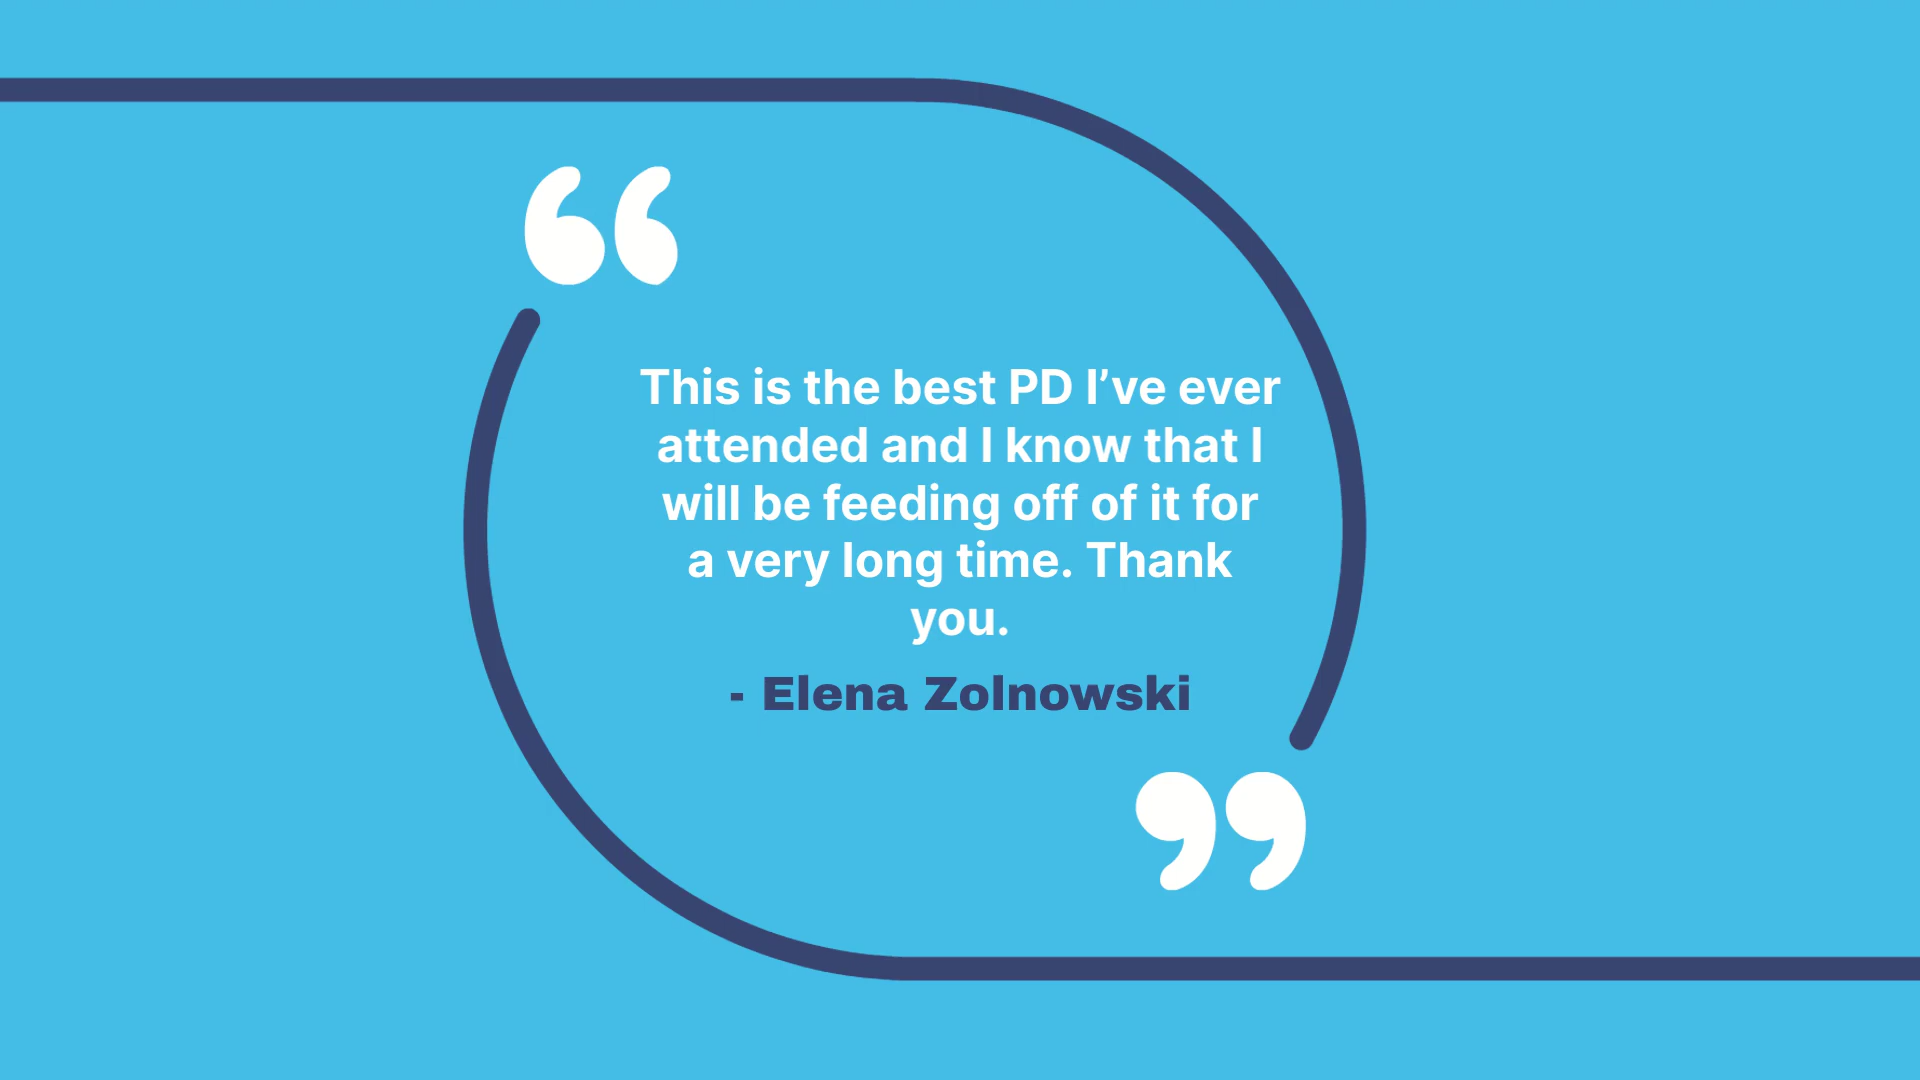 “
This is the best PD I’ve ever
attended and I know that I
will be feeding off of it for
a very long time. Thank
you.
- Elena Zolnowski
”